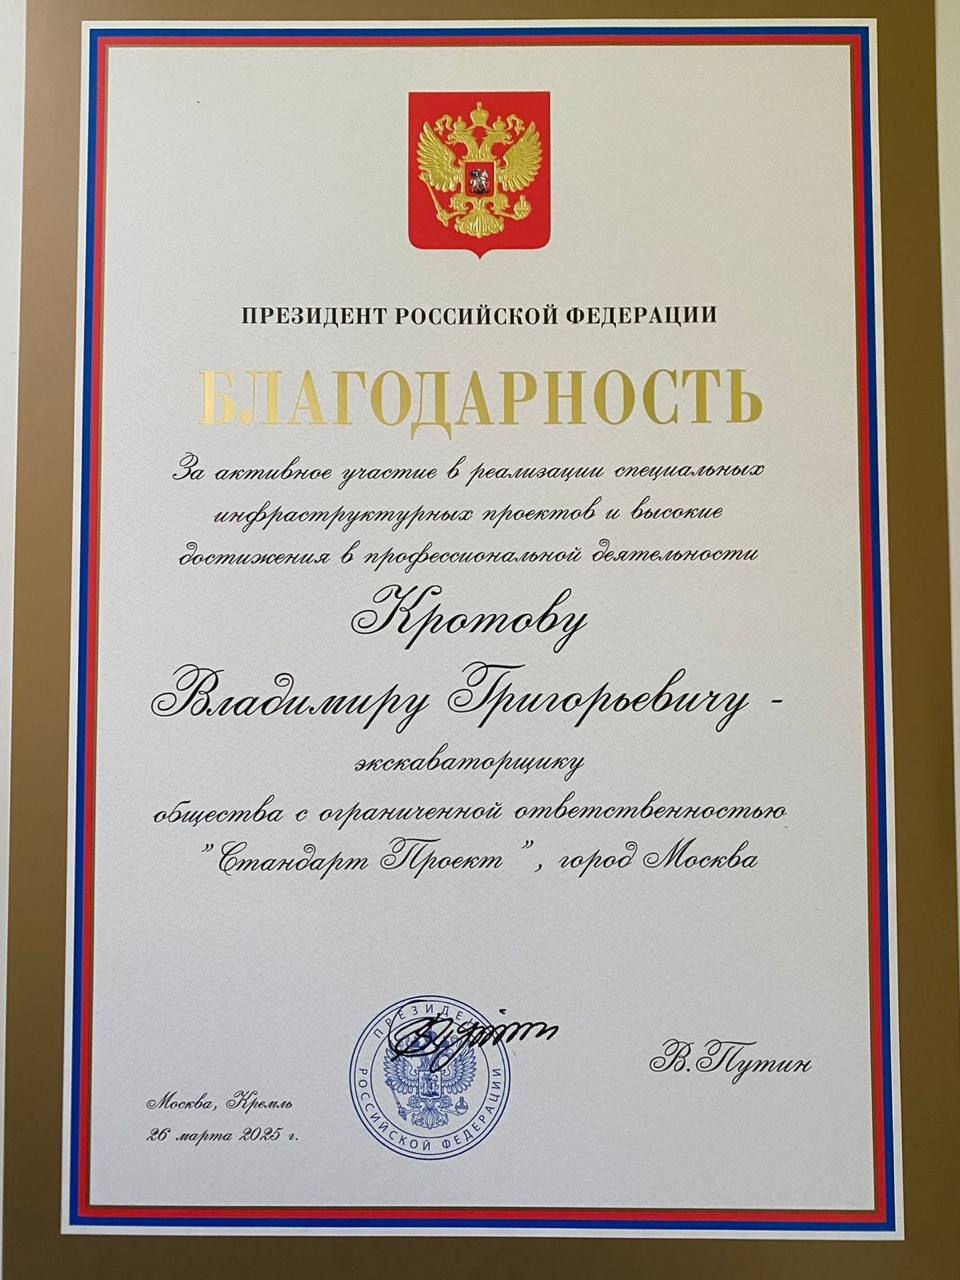 ПРЕЗИДЕНТ РОССИЙСКОЙ ФЕДЕРАЦИИ
БЛАГОДАРНОСТЬ
За активное участие в реализации специальных
инфраструктурных проектов и высокие
достижения в профессиональной деятельности
Кротову
Владимиру Григорьевичу -
экскаваторщику
общества с ограниченной ответственностью
"Стандарт Проект ", город Москва
ПРЕЗИДЕНТ
РОССИЙСКОЙ ФЕДЕРАЦИИ
В.Путин
Москва, Кремль
26 марта 2025 г.